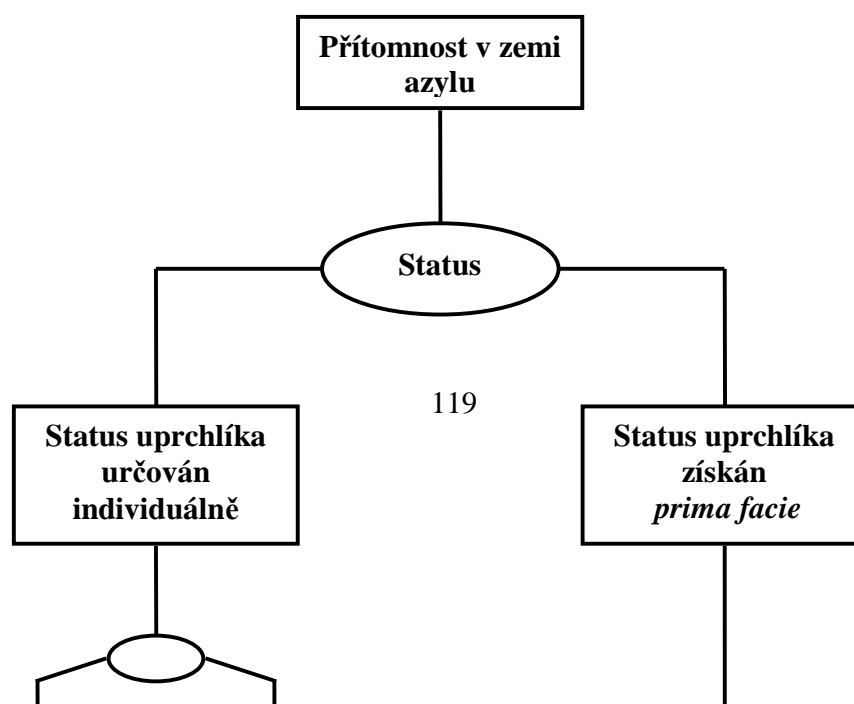 Přítomnost v zemi
azylu
Status
119
Status uprchlíka
určován
individuálně
Status uprchlíka
získán
prima facie